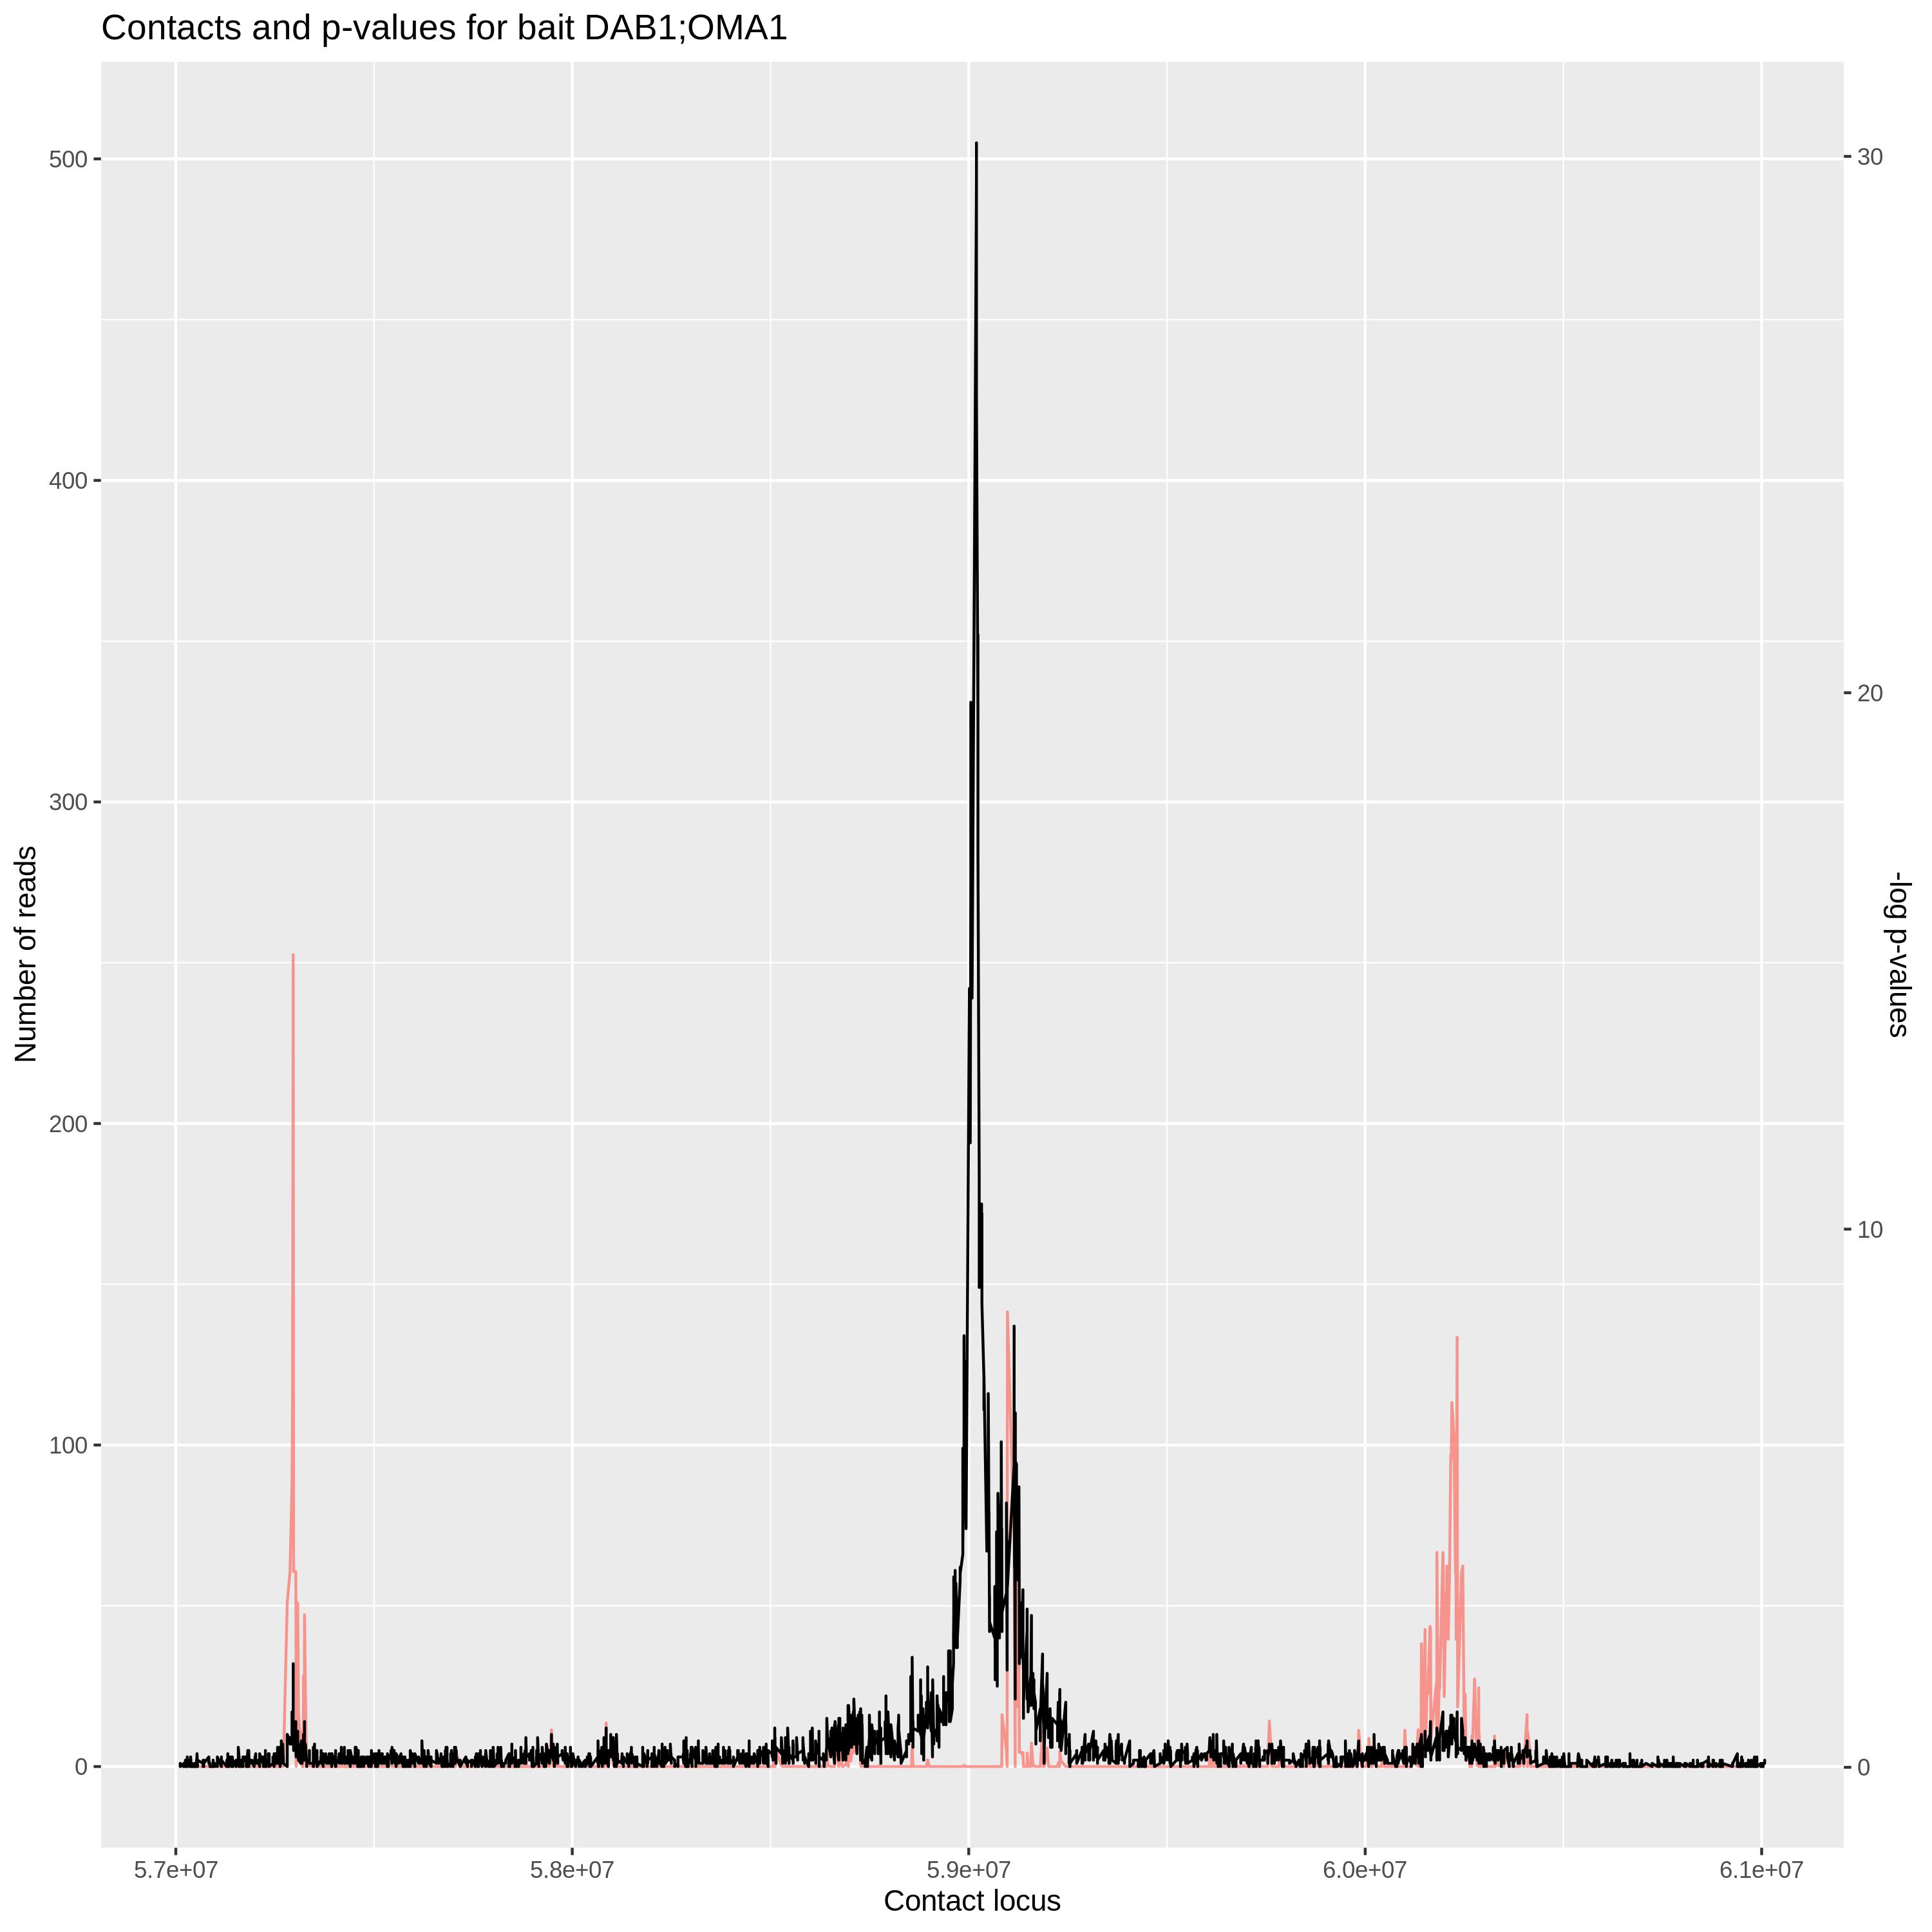 Contacts and p-values for bait DAB1;OMA1
Number of reads
500
400
300
200
100
0
30
20
10
0
-log p-values
5.7e+07 5.8e+07 5.9e+07 6.0e+07 6.1e+07
Contact locus